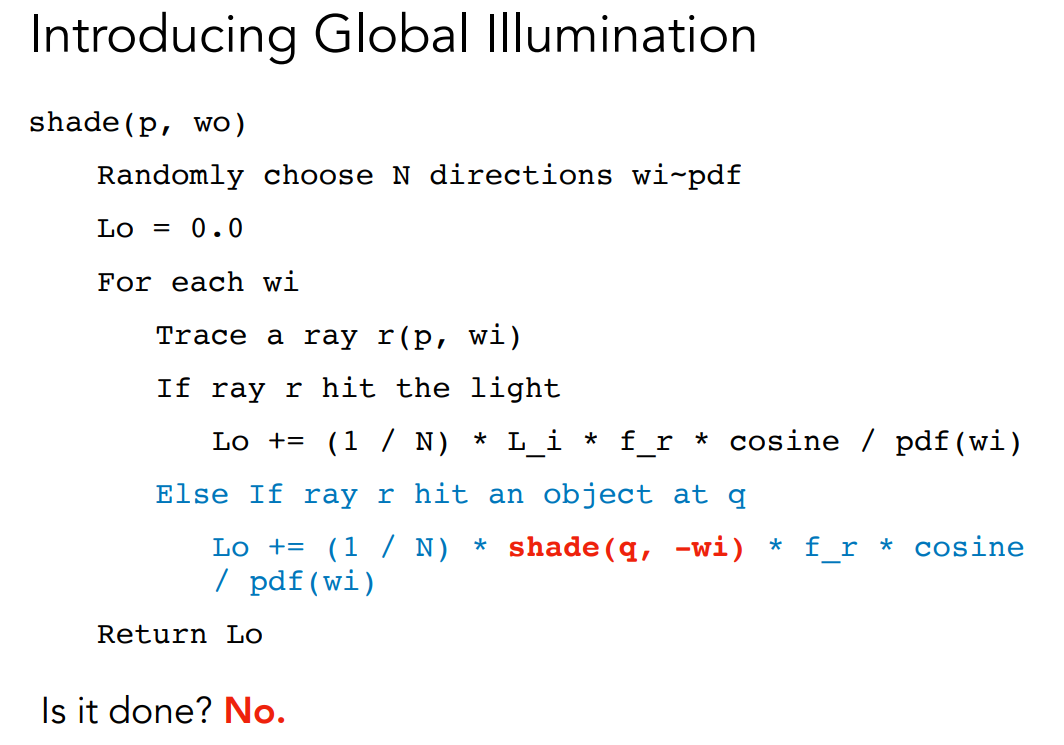 Introducing Global Illumination
shade(p, wo)
Randomly choose N directions wi~pdf
Lo = 0.0
For each wi
Trace a ray r(p, wi)
If ray r hit the light
Lo += (1 / N) * L_i * f_r * cosine / pdf(wi)
Else If ray r hit an object at q
Lo += (1 / N) * shade(q, -wi) * f_r * cosine
/ pdf(wi)
Return Lo
Is it done? No.